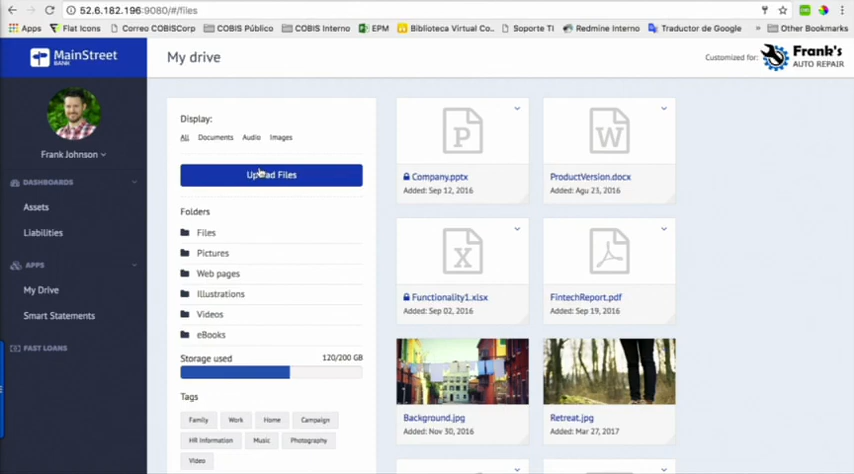 52.6.182.196:9080/#/files
Apps Flat Icons Correo COBISCorp COBIS Público COBIS Interno EPM Biblioteca Virtual Co... Soporte TI Redmine Interno Traductor de Google » Other Bookmarks
MainStreet
BANK
My drive
Customized for:
Frank's
AUTO REPAIR
Frank Johnson
DASHBOARDS
Assets
Liabilities
APPS
My Drive
Smart Statements
FAST LOANS
Display:
All Documents Audio Images
Upload Files
Folders
Files
Pictures
Web pages
Illustrations
Videos
eBooks
Storage used 120/200 GB
Tags
Family Work Home Campaign
HR Information Music Photography
Video
P
Company.pptx
Added: Sep 12, 2016
W
ProductVersion.docx
Added: Agu 23, 2016
X
Functionality1.xlsx
Added: Sep 02, 2016
FintechReport.pdf
Added: Sep 19, 2016
Background.jpg
Added: Nov 30, 2016
Retreat.jpg
Added: Mar 27, 2017